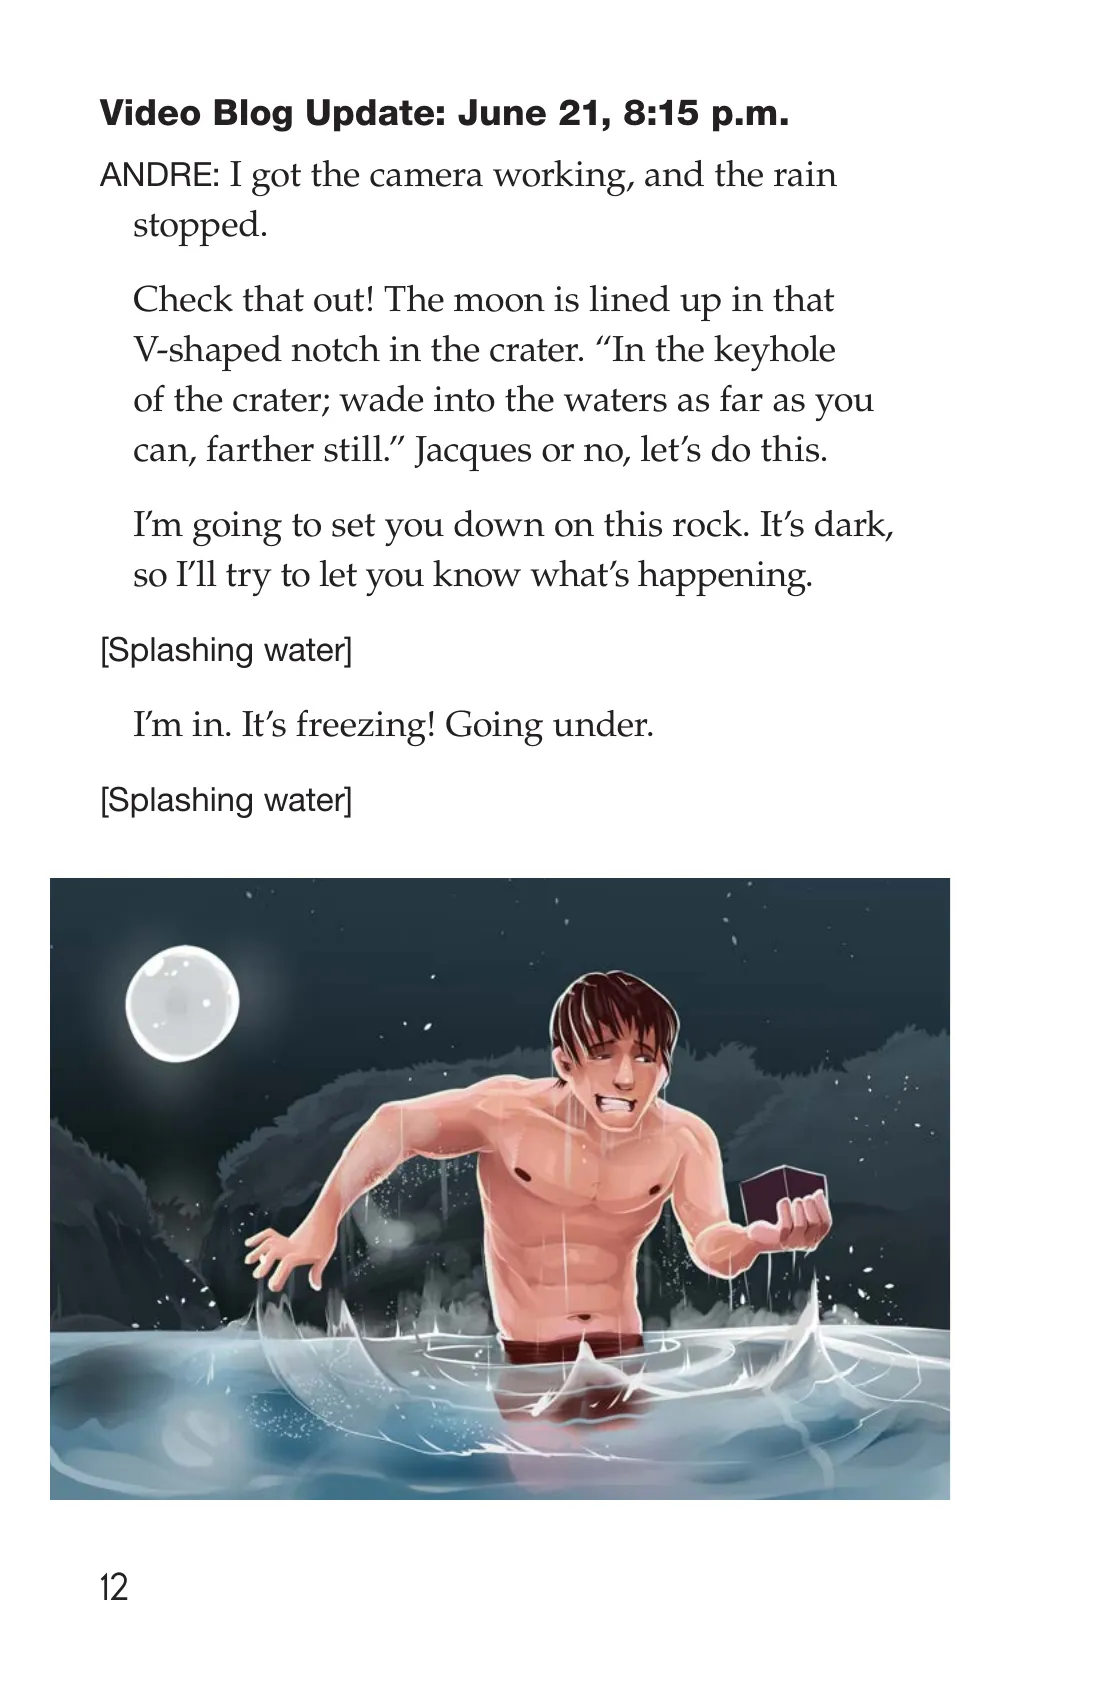 Video Blog Update: June 21, 8:15 p.m.
ANDRE: I got the camera working, and the rain
stopped.
Check that out! The moon is lined up in that
V-shaped notch in the crater. “In the keyhole
of the crater; wade into the waters as far as you
can, farther still.” Jacques or no, let’s do this.
I’m going to set you down on this rock. It’s dark,
so I’ll try to let you know what’s happening.
[Splashing water]
I’m in. It’s freezing! Going under.
[Splashing water]
12